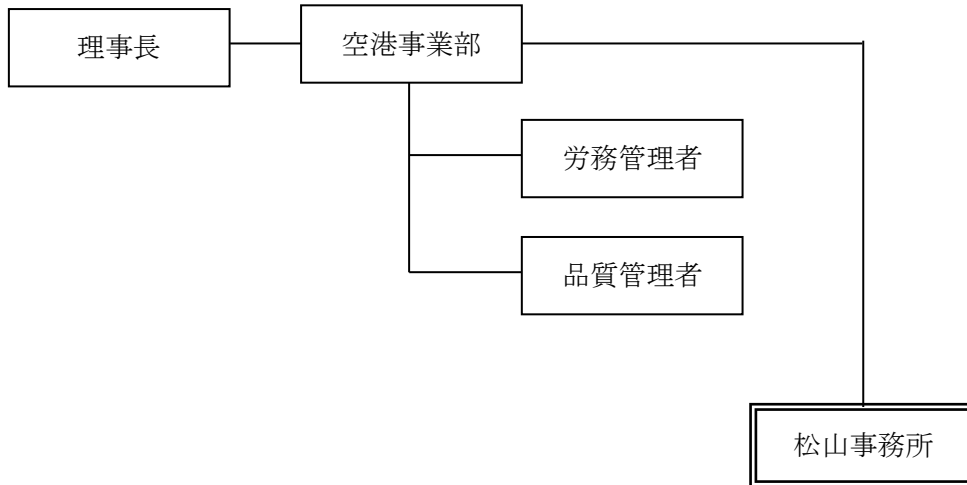 理事長
空港事業部
労務管理者
品質管理者
松山事務所